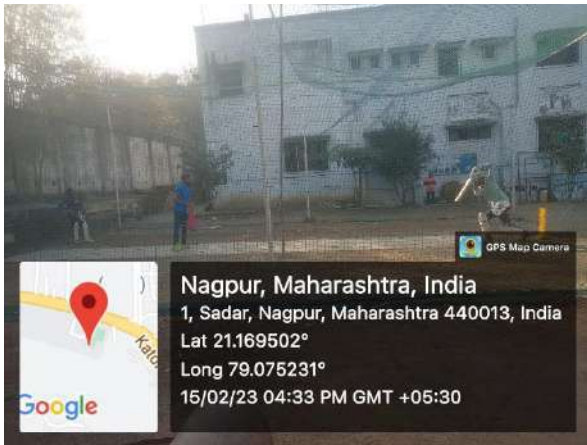 GPS Map Camera
Nagpur, Maharashtra, India
1, Sadar, Nagpur, Maharashtra 440013, India
Lat 21.169502°
Long 79.075231°
15/02/23 04:33 PM GMT +05:30
Google